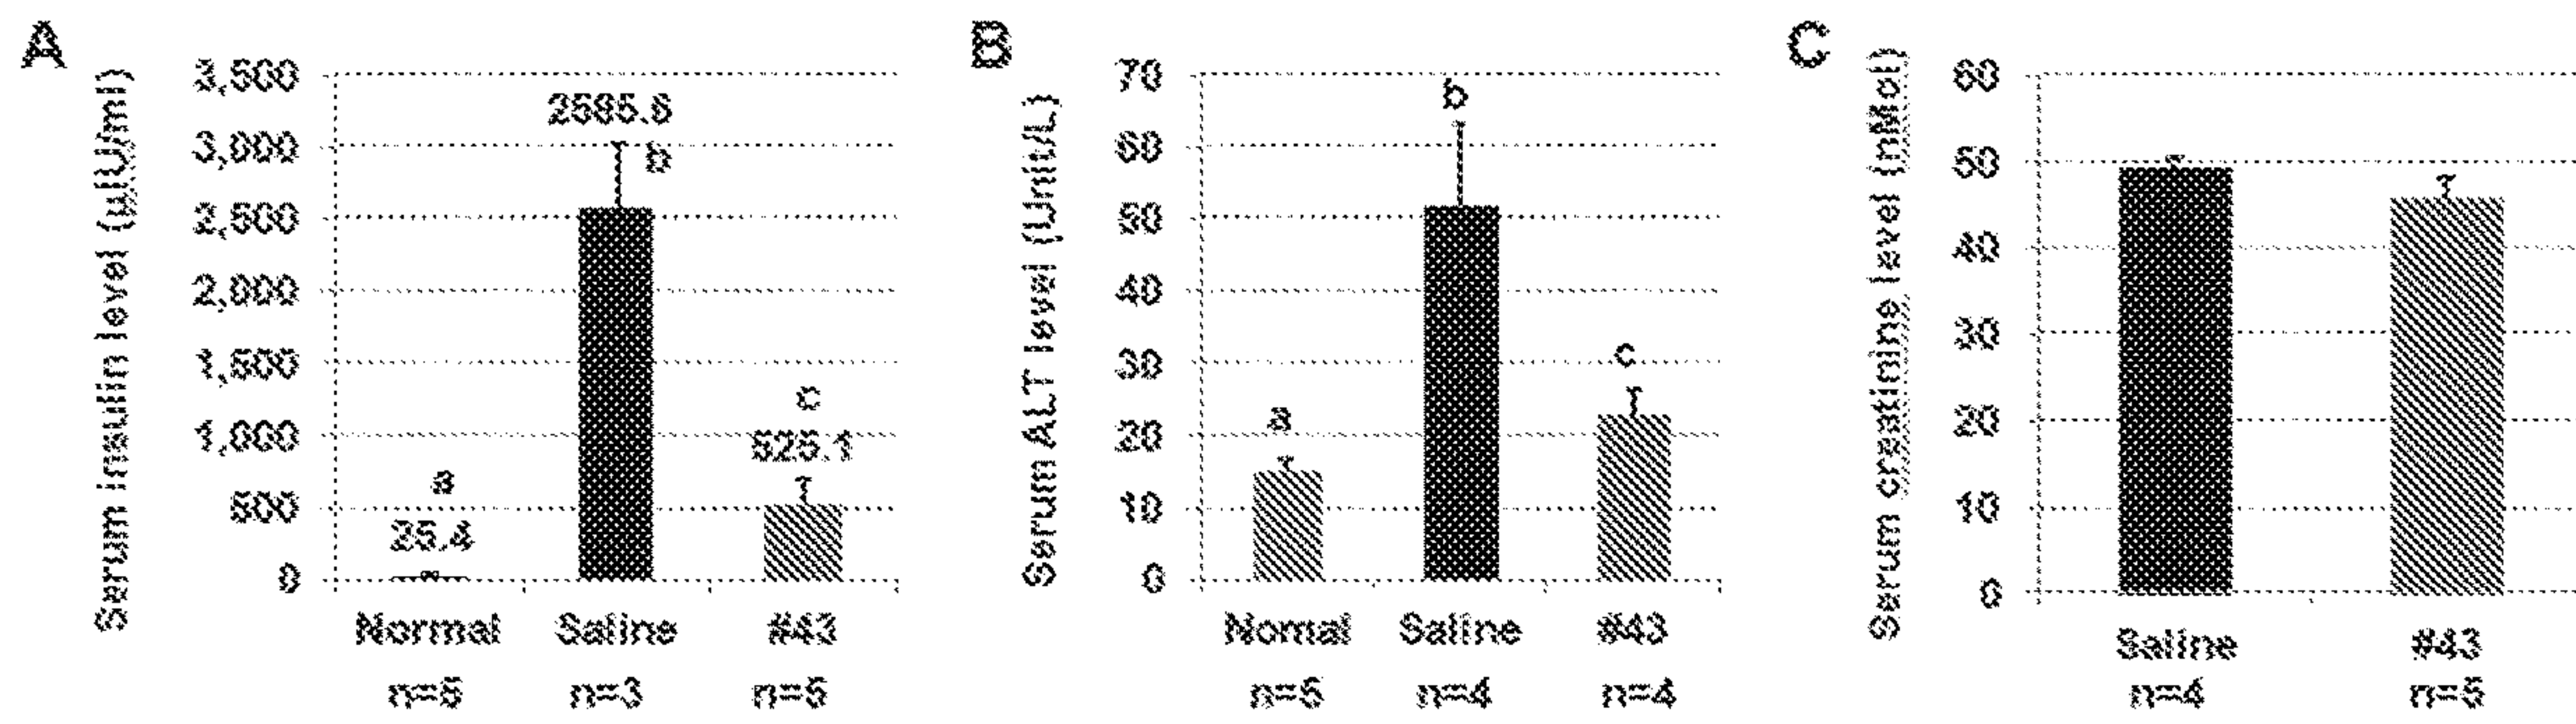 A
Serum insulin level (µIU/ml)
3,500
3,000
2,500
2,000
1,500
1,000
500
0
a
25.4
2585.6
b
c
525.1
Normal
n=5
Saline
n=3
#43
n=5
B
Serum ALT level (Unit/L)
70
60
50
40
30
20
10
0
a
b
c
Nomal
n=5
Saline
n=4
#43
n=4
C
Serum creatinine level (nMol)
60
50
40
30
20
10
0
Saline
n=4
#43
n=5